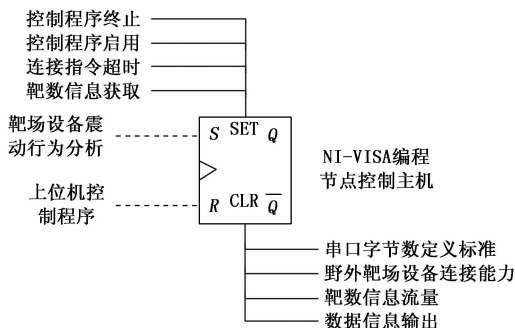 控制程序终止
控制程序启用
连接指令超时
靶数信息获取
靶场设备震
动行为分析
S SET Q
NI-VISA编程
节点控制主机
上位机控
制程序
R CLR Q̅
串口字节数定义标准
野外靶场设备连接能力
靶数信息流量
数据信息输出